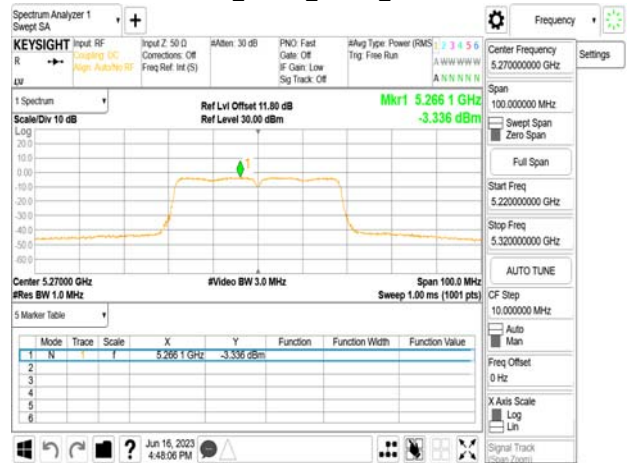 Spectrum Analyzer 1
Swept SA
+
Frequency
KEYSIGHT
R
Input: RF
Coupling: DC
Align: Auto/No RF
Input Z: 50 Ω
Corrections: Off
Freq Ref: Int (S)
#Atten: 30 dB
PNO: Fast
Gate: Off
IF Gain: Low
Sig Track: Off
#Avg Type: Power (RMS
Trig: Free Run
1 2 3 4 5 6
A W W W W W
A N N N N N
Settings
Center Frequency
5.270000000 GHz
Span
100.000000 MHz
Swept Span
Zero Span
Full Span
Start Freq
5.220000000 GHz
Stop Freq
5.320000000 GHz
AUTO TUNE
CF Step
10.000000 MHz
Auto
Man
Freq Offset
0 Hz
X Axis Scale
Log
Lin
Signal Track
(Span Zoom)
1 Spectrum
Scale/Div 10 dB
Ref Lvl Offset 11.80 dB
Ref Level 30.00 dBm
Mkr1 5.266 1 GHz
-3.336 dBm
Log
20.0
10.0
0.00
-10.0
-20.0
-30.0
-40.0
-50.0
-60.0
1
Center 5.27000 GHz
#Res BW 1.0 MHz
#Video BW 3.0 MHz
Span 100.0 MHz
Sweep 1.00 ms (1001 pts)
5 Marker Table
Mode Trace Scale X Y Function Function Width Function Value
1 N 1 f 5.266 1 GHz -3.336 dBm
2
3
4
5
6
?
Jun 16, 2023
4:48:06 PM